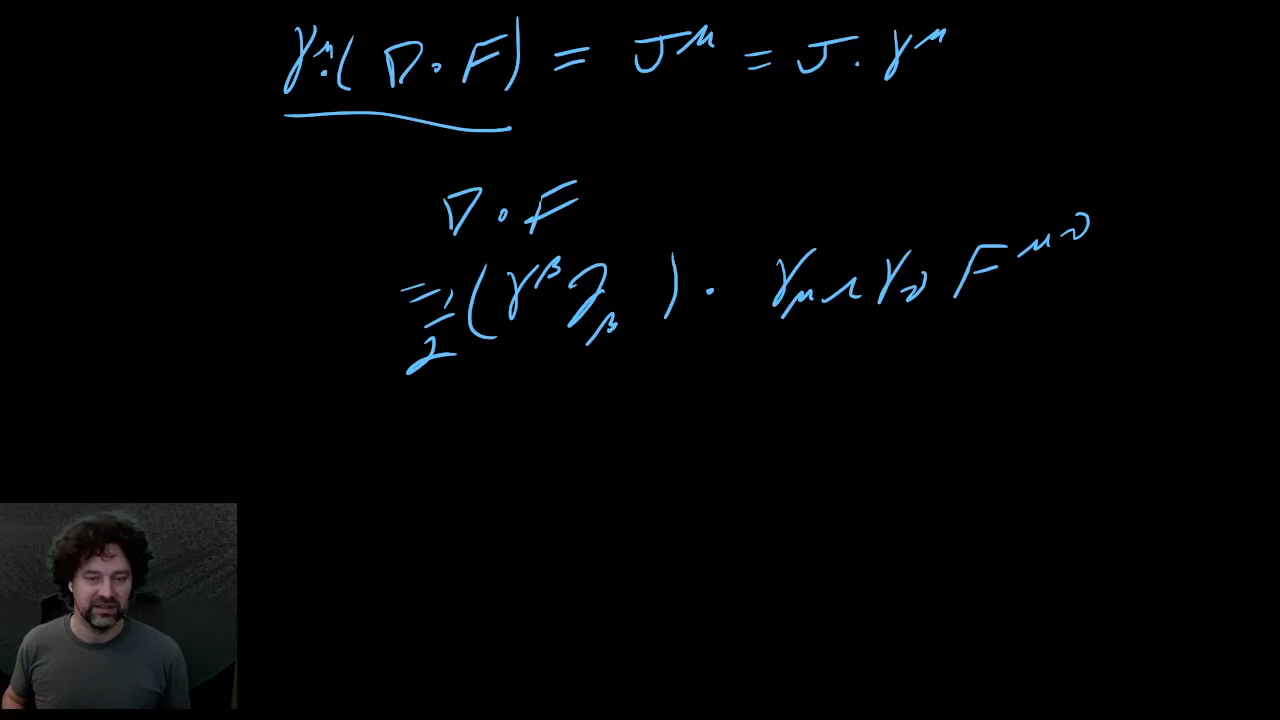 γ^μ · (∇ · F) = J^μ = J · γ^μ
∇ · F
= 1/2 (γ^β ∂_β) · γ_μ ∧ γ_ν F^{μν}